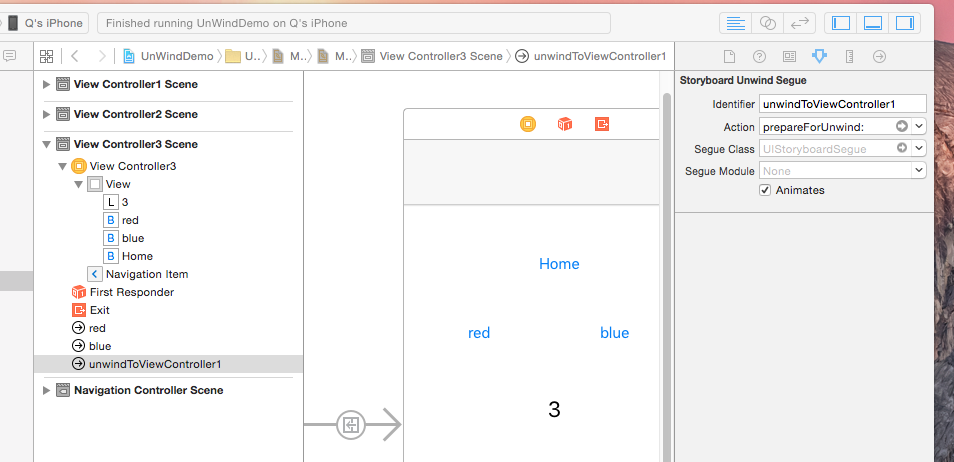 Q's iPhone
Finished running UnWindDemo on Q's iPhone
UnWindDemo
U...
M...
M...
View Controller3 Scene
unwindToViewController1
View Controller1 Scene
View Controller2 Scene
View Controller3 Scene
View Controller3
View
L 3
B red
B blue
B Home
Navigation Item
First Responder
Exit
red
blue
unwindToViewController1
Navigation Controller Scene
Home
red blue
3
Storyboard Unwind Segue
Identifier unwindToViewController1
Action prepareForUnwind:
Segue Class UIStoryboardSegue
Segue Module None
Animates